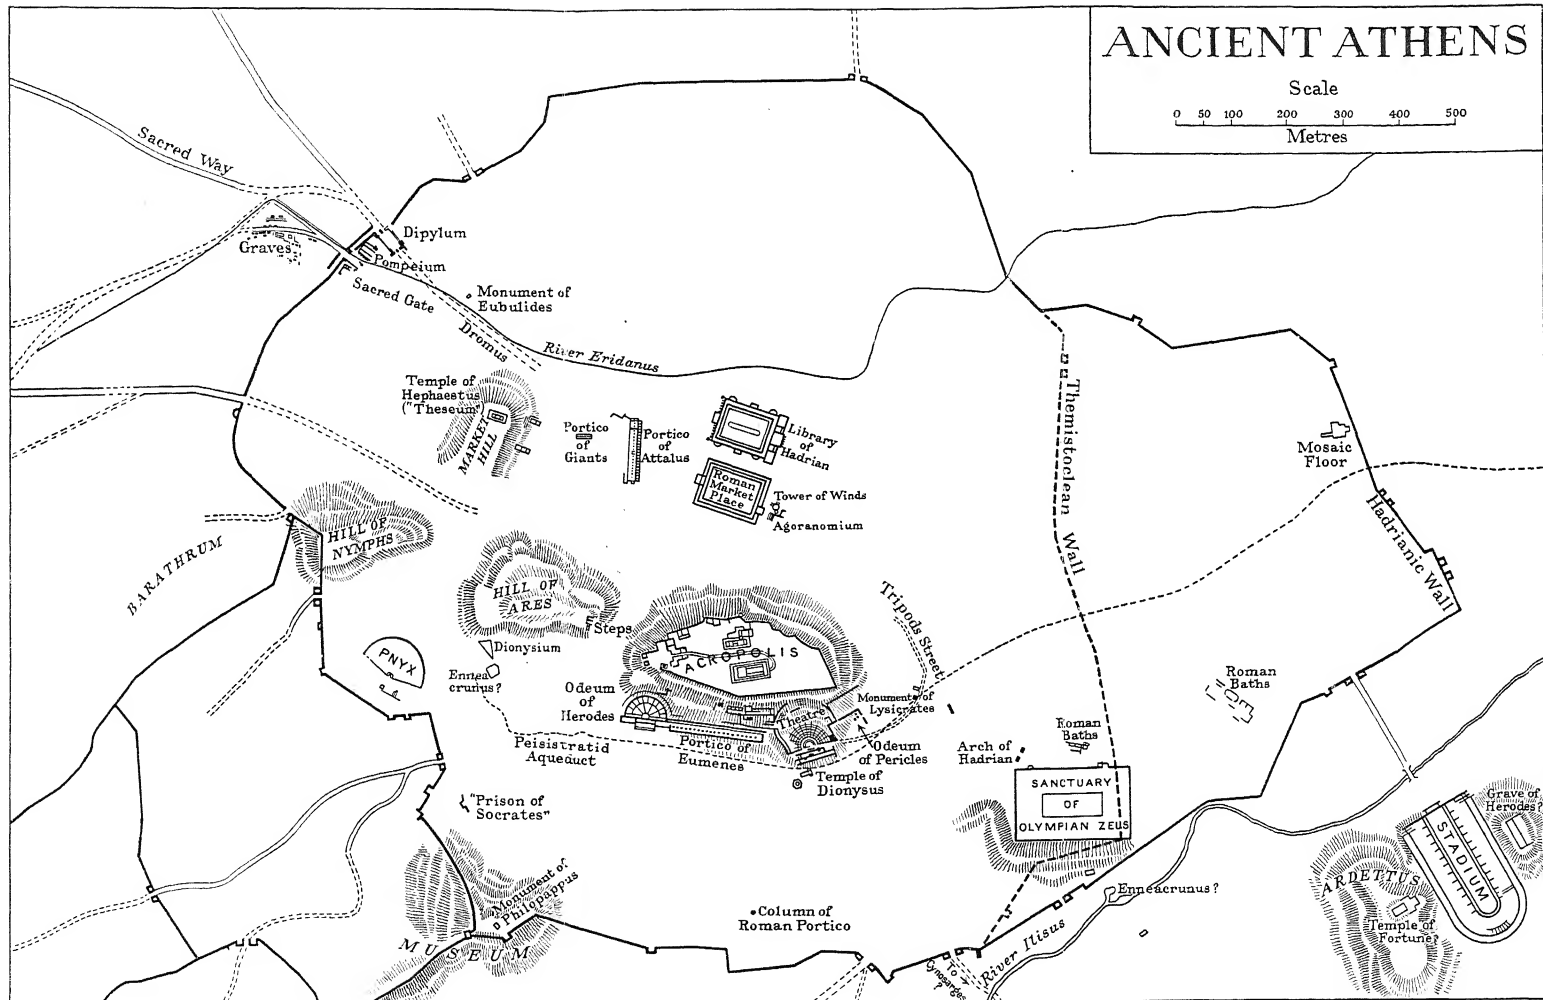 ANCIENT ATHENS
Scale
0 50 100 200 300 400 500
Metres
Sacred Way
Graves
Dipylum
Pompeium
Sacred Gate
Monument of
Eubulides
Dromus
River Eridanus
Temple of
Hephaestus
("Theseum"
MARKET
HILL
Portico
of
Giants
Portico
of
Attalus
Library
of
Hadrian
Roman
Market
Place
Tower of Winds
Agoranomium
Themistoclean Wall
Mosaic
Floor
Hadrianic Wall
HILL OF
NYMPHS
BARATHRUM
HILL OF
ARES
Steps
Dionysium
PNYX
Ennea
crunus?
ACROPOLIS
Tripods Street
Odeum
of
Herodes
Theatre
Monument of
Lysicrates
Roman
Baths
Peisistratid
Aqueduct
Portico of
Eumenes
Odeum
of Pericles
Temple of
Dionysus
Arch of
Hadrian
Roman
Baths
SANCTUARY
OF
OLYMPIAN ZEUS
"Prison of
Socrates"
Grave of
Herodes?
STADIUM
ARDETTUS
Temple of
Fortune?
Monument of
Philopappus
MUSEUM
Column of
Roman Portico
Enneacrunus?
River Ilisus
To
Cynosarges
?